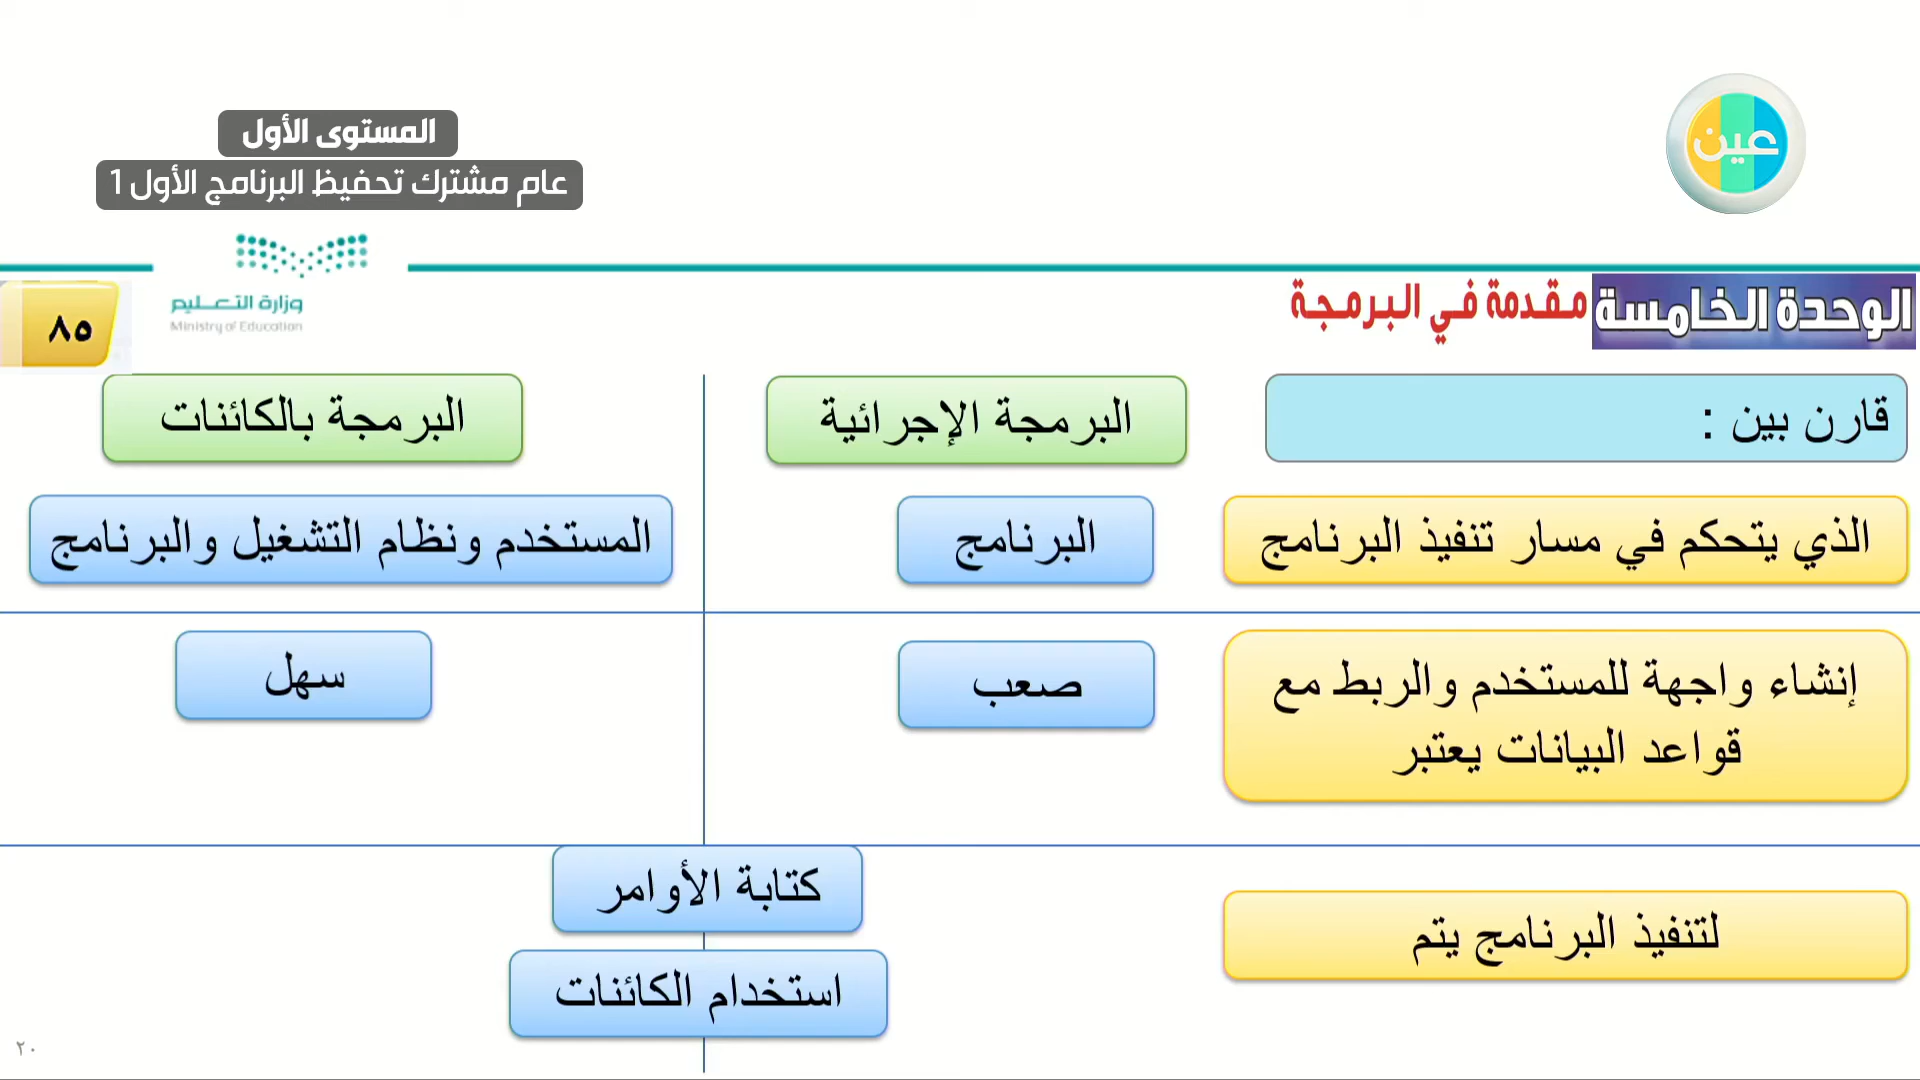 المستوى الأول
عام مشترك تحفيظ البرنامج الأول 1
عين
وزارة التعليم
Ministry of Education
الوحدة الخامسة
مقدمة في البرمجة
٨٥
قارن بين :
البرمجة الإجرائية
البرمجة بالكائنات
الذي يتحكم في مسار تنفيذ البرنامج
البرنامج
المستخدم ونظام التشغيل والبرنامج
إنشاء واجهة للمستخدم والربط مع
قواعد البيانات يعتبر
صعب
سهل
لتنفيذ البرنامج يتم
كتابة الأوامر
استخدام الكائنات
٢٠